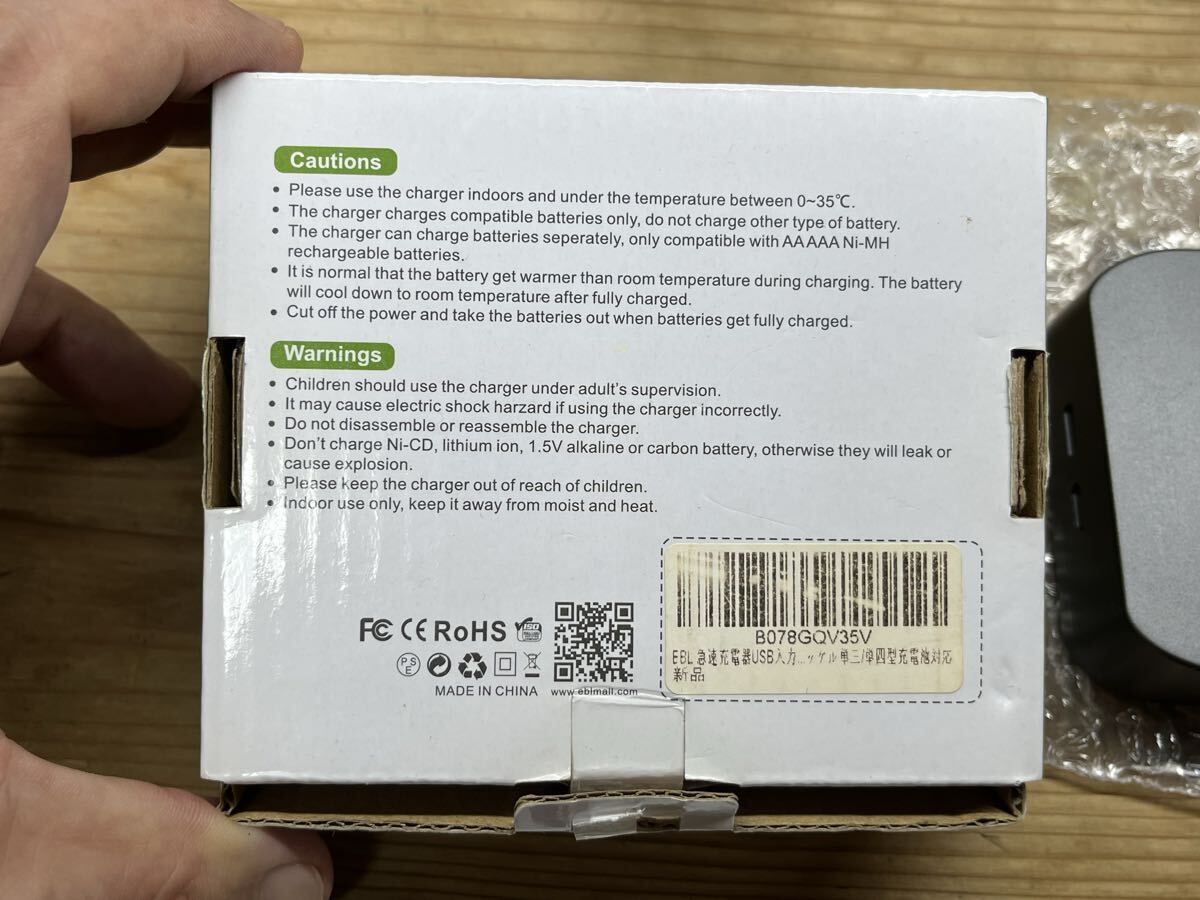 Cautions
• Please use the charger indoors and under the temperature between 0~35℃.
• The charger charges compatible batteries only, do not charge other type of battery.
• The charger can charge batteries seperately, only compatible with AA AAA Ni-MH
rechargeable batteries.
• It is normal that the battery get warmer than room temperature during charging. The battery
will cool down to room temperature after fully charged.
• Cut off the power and take the batteries out when batteries get fully charged.
Warnings
• Children should use the charger under adult's supervision.
• It may cause electric shock harzard if using the charger incorrectly.
• Do not disassemble or reassemble the charger.
• Don't charge Ni-CD, lithium ion, 1.5V alkaline or carbon battery, otherwise they will leak or
cause explosion.
• Please keep the charger out of reach of children.
• Indoor use only, keep it away from moist and heat.
FC CE RoHS ISO
PSE
MADE IN CHINA
www.eblmall.com
B078GQV35V
EBL 急速充電器USB入力...ッケル単三/単四型充電池対応
新品